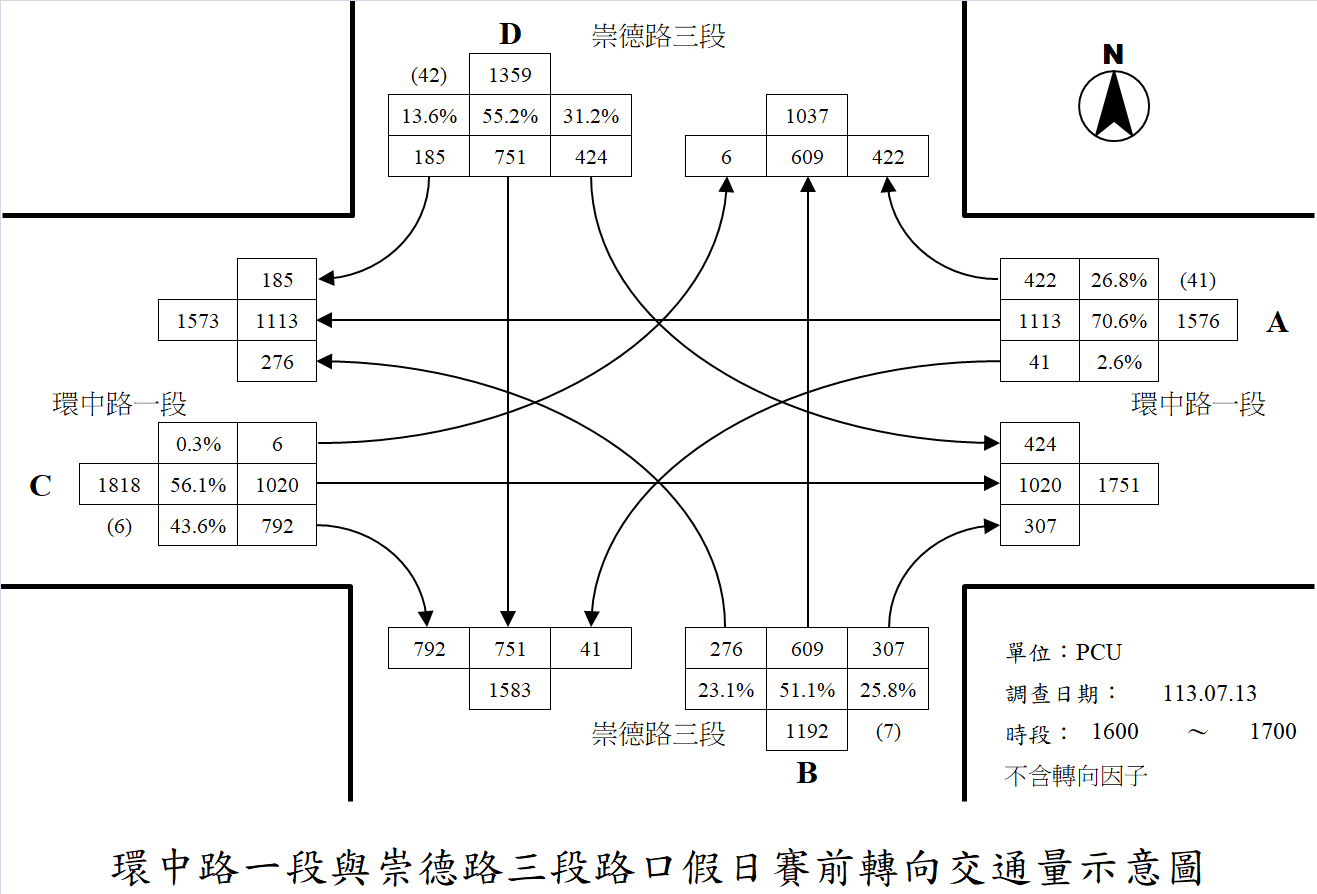 D 崇德路三段
N
(42) 1359
13.6% 55.2% 31.2%
185 751 424
1037
6 609 422
185
1573 1113
276
422 26.8% (41)
1113 70.6% 1576 A
41 2.6%
環中路一段
環中路一段
0.3% 6
C 1818 56.1% 1020
(6) 43.6% 792
424
1020 1751
307
792 751 41
1583
276 609 307
23.1% 51.1% 25.8%
崇德路三段 1192 (7)
B
單位：PCU
調查日期： 113.07.13
時段： 1600 ～ 1700
不含轉向因子
環中路一段與崇德路三段路口假日賽前轉向交通量示意圖